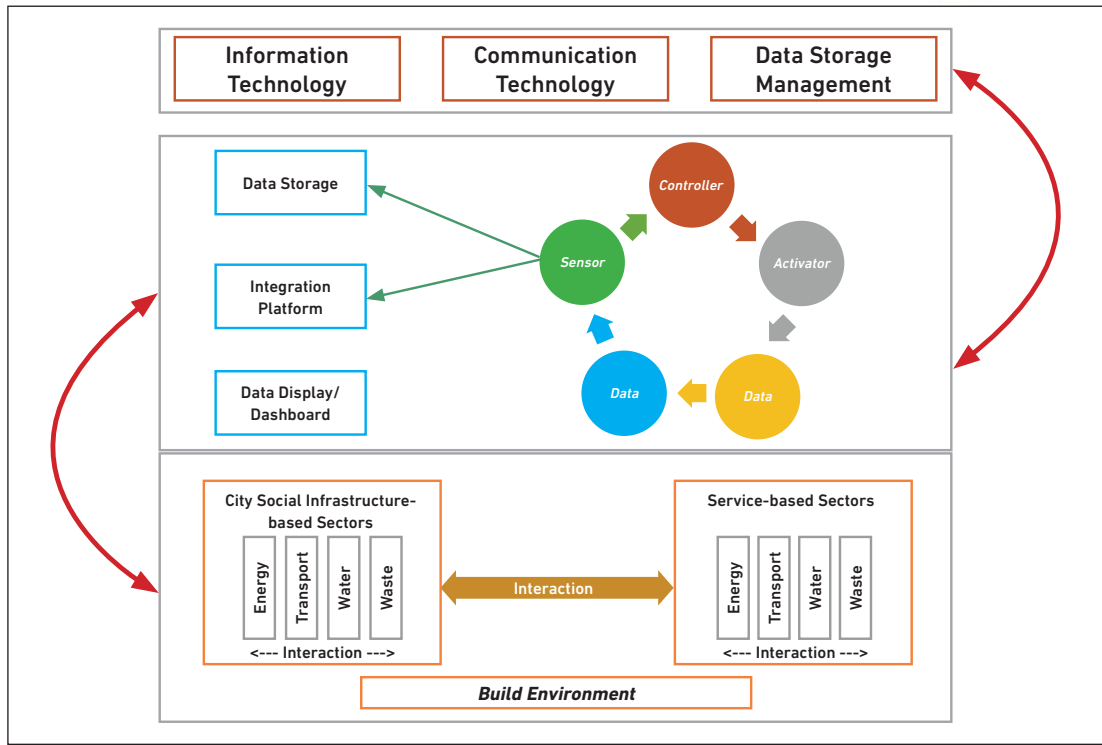 Information
Technology
Communication
Technology
Data Storage
Management
Data Storage
Integration
Platform
Data Display/
Dashboard
Controller
Sensor
Activator
Data
Data
City Social Infrastructure-
based Sectors
Energy
Transport
Water
Waste
<--- Interaction --->
Interaction
Service-based Sectors
Energy
Transport
Water
Waste
<--- Interaction --->
Build Environment